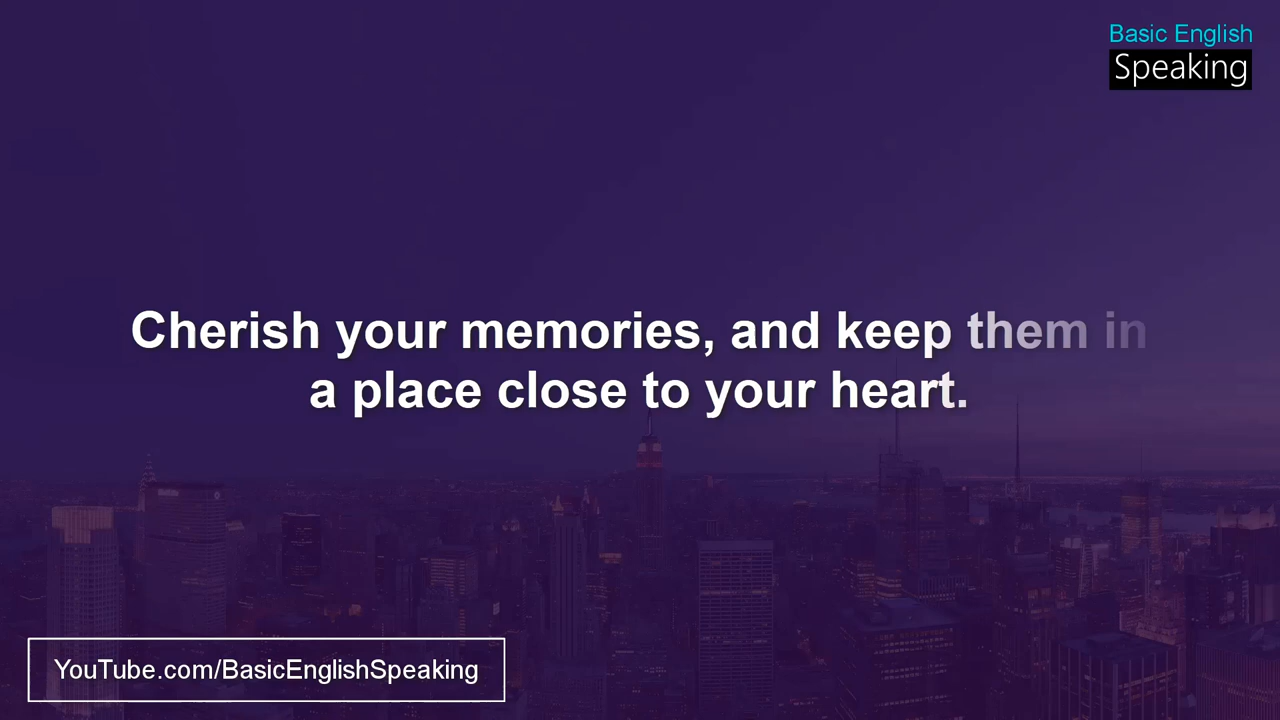 Basic English
Speaking
Cherish your memories, and keep them in
a place close to your heart.
YouTube.com/BasicEnglishSpeaking